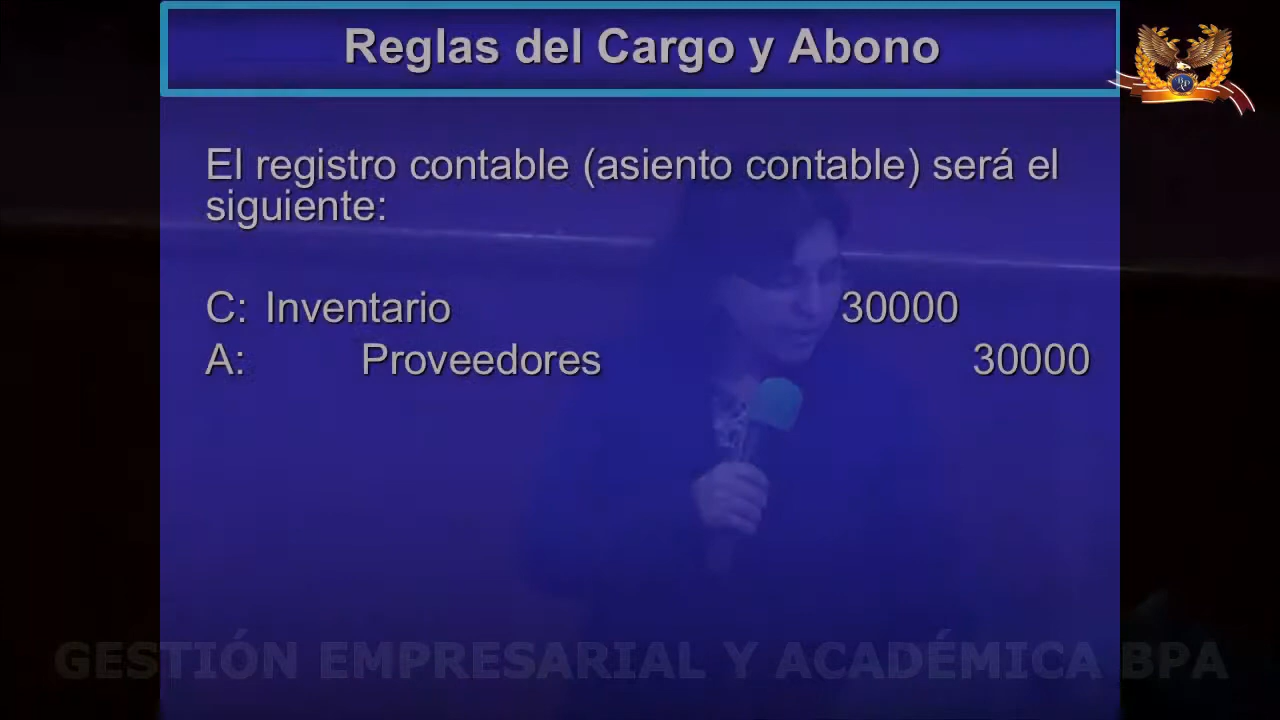 Reglas del Cargo y Abono
El registro contable (asiento contable) será el
siguiente:
C: Inventario 30000
A: Proveedores 30000
GESTIÓN EMPRESARIAL Y ACADÉMICA BPA